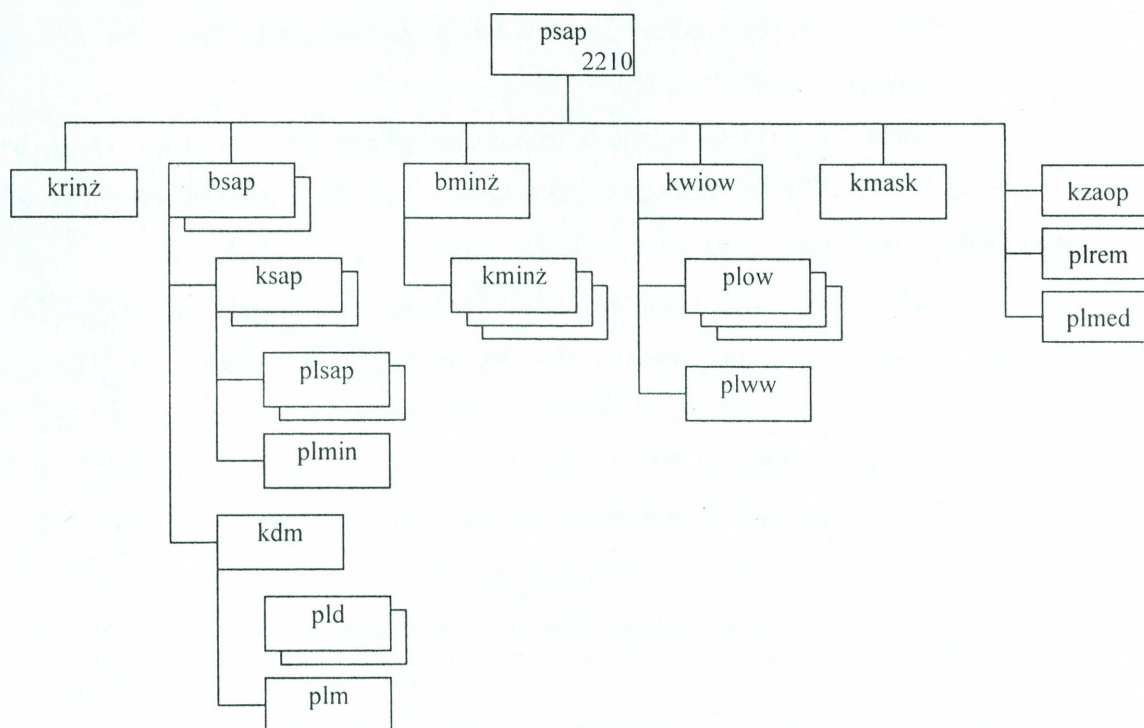 psap
2210
krinż
bsap
bminż
kwiow
kmask
kzaop
ksap
kminż
plow
plrem
plmed
plsap
plww
plmin
kdm
pld
plm